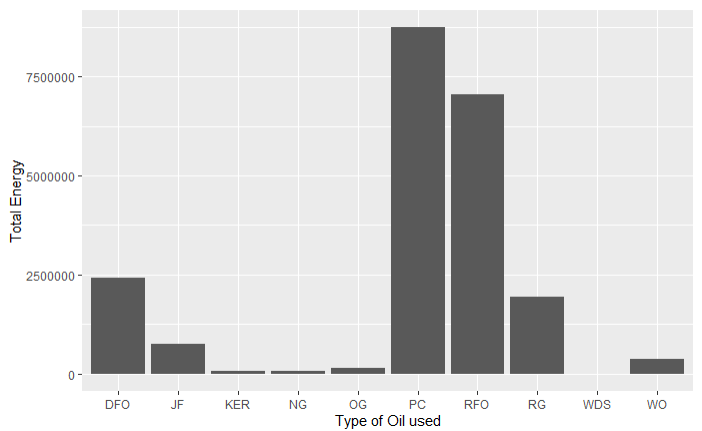 Total Energy
7500000
5000000
2500000
0
DFO JF KER NG OG PC RFO RG WDS WO
Type of Oil used